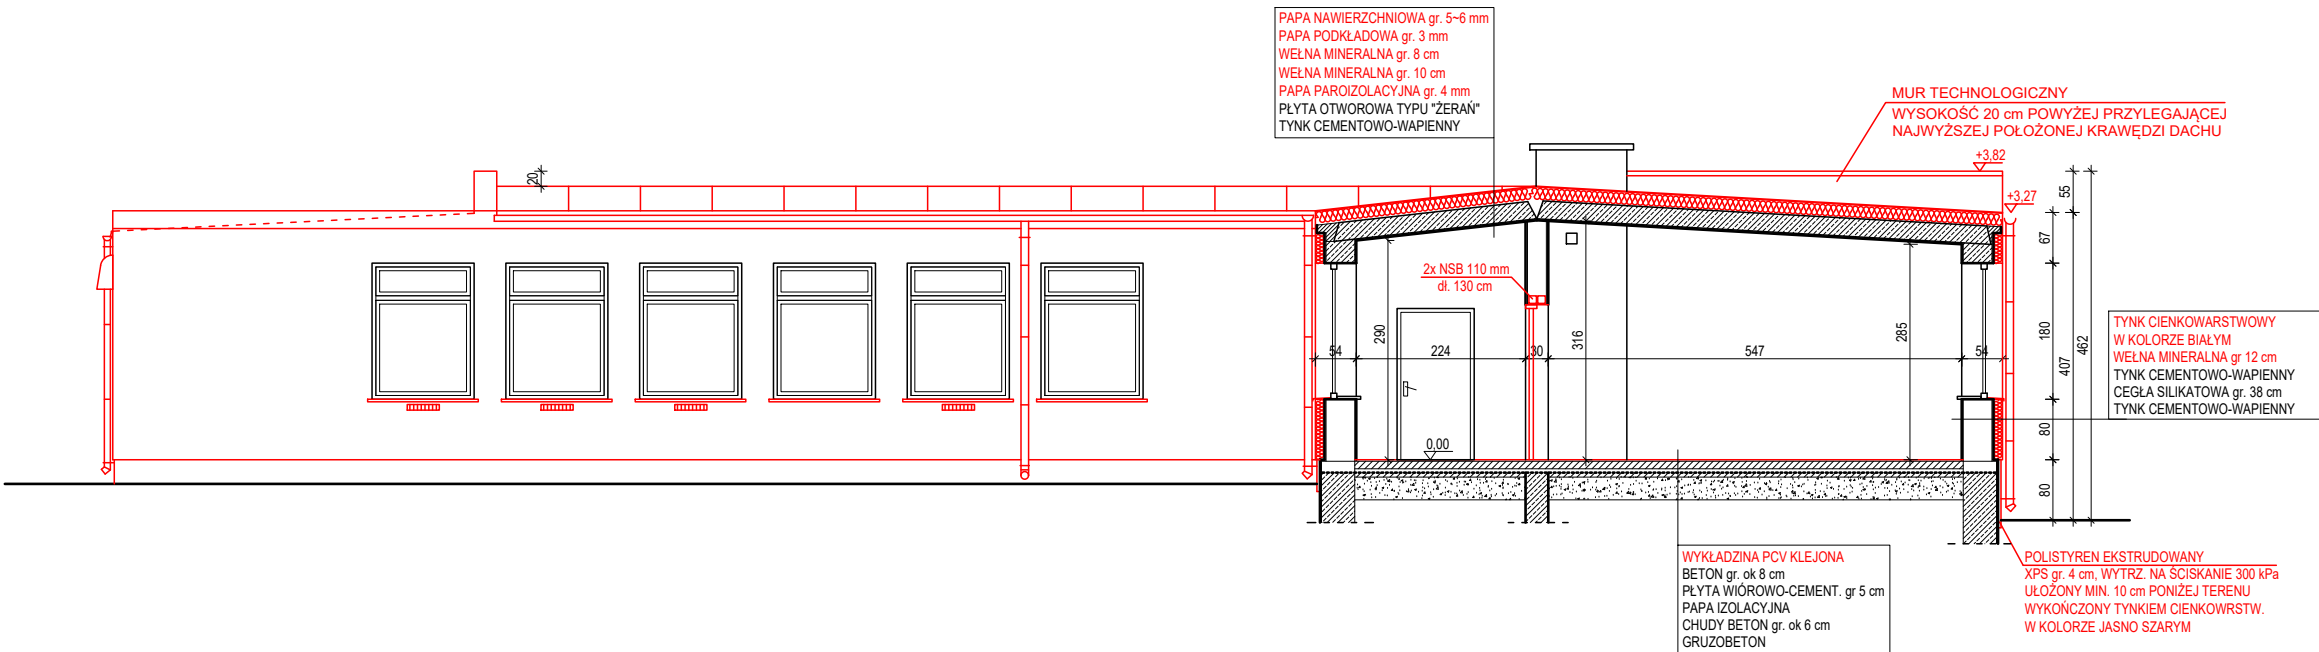 PAPA NAWIERZCHNIOWA gr. 5~6 mm
PAPA PODKŁADOWA gr. 3 mm
WEŁNA MINERALNA gr. 8 cm
WEŁNA MINERALNA gr. 10 cm
PAPA PAROIZOLACYJNA gr. 4 mm
PŁYTA OTWOROWA TYPU "ŻERAŃ"
TYNK CEMENTOWO-WAPIENNY
MUR TECHNOLOGICZNY
WYSOKOŚĆ 20 cm POWYŻEJ PRZYLEGAJĄCEJ
NAJWYŻSZEJ POŁOŻONEJ KRAWĘDZI DACHU
+3,82
+3,27
20
55
67
180
80
80
407
462
2x NSB 110 mm
dł. 130 cm
290
316
285
54
224
30
547
54
0,00
TYNK CIENKOWARSTWOWY
W KOLORZE BIAŁYM
WEŁNA MINERALNA gr 12 cm
TYNK CEMENTOWO-WAPIENNY
CEGŁA SILIKATOWA gr. 38 cm
TYNK CEMENTOWO-WAPIENNY
WYKŁADZINA PCV KLEJONA
BETON gr. ok 8 cm
PŁYTA WIÓROWO-CEMENT. gr 5 cm
PAPA IZOLACYJNA
CHUDY BETON gr. ok 6 cm
GRUZOBETON
POLISTYREN EKSTRUDOWANY
XPS gr. 4 cm, WYTRZ. NA ŚCISKANIE 300 kPa
UŁOŻONY MIN. 10 cm PONIŻEJ TERENU
WYKOŃCZONY TYNKIEM CIENKOWRSTW.
W KOLORZE JASNO SZARYM